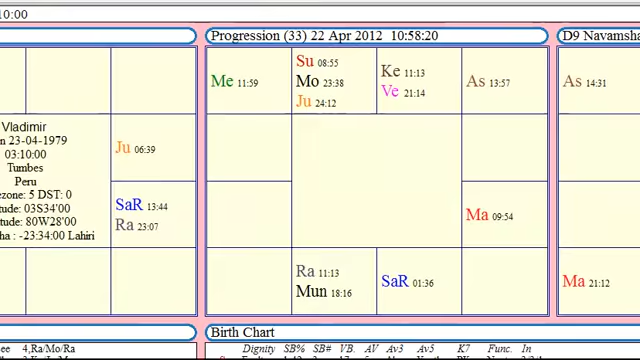 10:00
Progression (33) 22 Apr 2012 10:58:20
D9 Navamsha
Me 11:59
Su 08:55
Mo 23:38
Ju 24:12
Ke 11:13
Ve 21:14
As 13:57
As 14:31
Vladimir
n 23-04-1979
03:10:00
Tumbes
Peru
ezone: 5 DST: 0
tude: 03S34'00
tude: 80W28'00
ha : -23:34:00 Lahiri
Ju 06:39
SaR 13:44
Ra 23:07
Ma 09:54
Ra 11:13
Mun 18:16
SaR 01:36
Ma 21:12
Birth Chart
see 4,Ra/Mo/Ra
Dignity SB% SB# VB. AV Av3 Av5 K7 Func. In